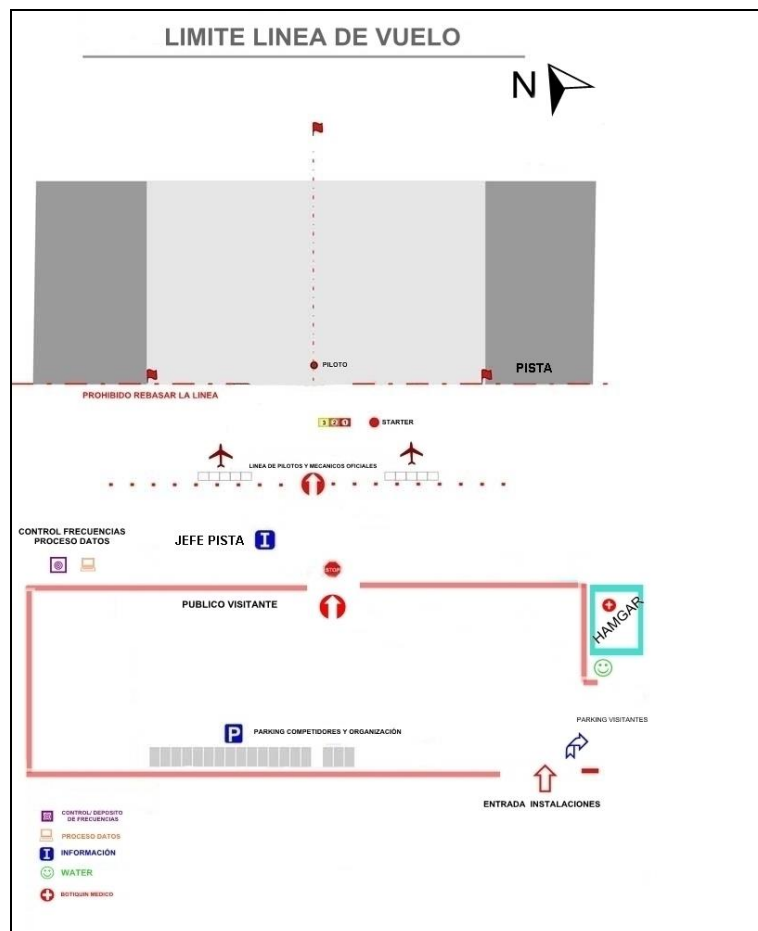 LIMITE LINEA DE VUELO
N
PILOTO
PISTA
PROHIBIDO REBASAR LA LINEA
3 2 1
STARTER
LINEA DE PILOTOS Y MECANICOS OFICIALES
CONTROL FRECUENCIAS
PROCESO DATOS
JEFE PISTA
I
STOP
PUBLICO VISITANTE
HAMGAR
PARKING VISITANTES
P
PARKING COMPETIDORES Y ORGANIZACIÓN
ENTRADA INSTALACIONES
CONTROL/ DEPOSITO
DE FRECUENCIAS
PROCESO DATOS
I
INFORMACIÓN
WATER
BOTIQUIN MEDICO